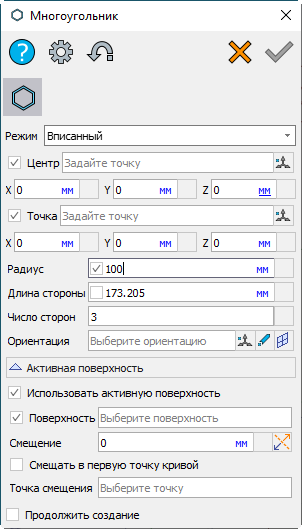 Многоугольник
?
Режим Вписанный
Центр Задайте точку
X 0 мм Y 0 мм Z 0 мм
Точка Задайте точку
X 0 мм Y 0 мм Z 0 мм
Радиус 100 мм
Длина стороны 173.205 мм
Число сторон 3
Ориентация Выберите ориентацию
Активная поверхность
Использовать активную поверхность
Поверхность Выберите поверхность
Смещение 0 мм
Смещать в первую точку кривой
Точка смещения Выберите точку
Продолжить создание